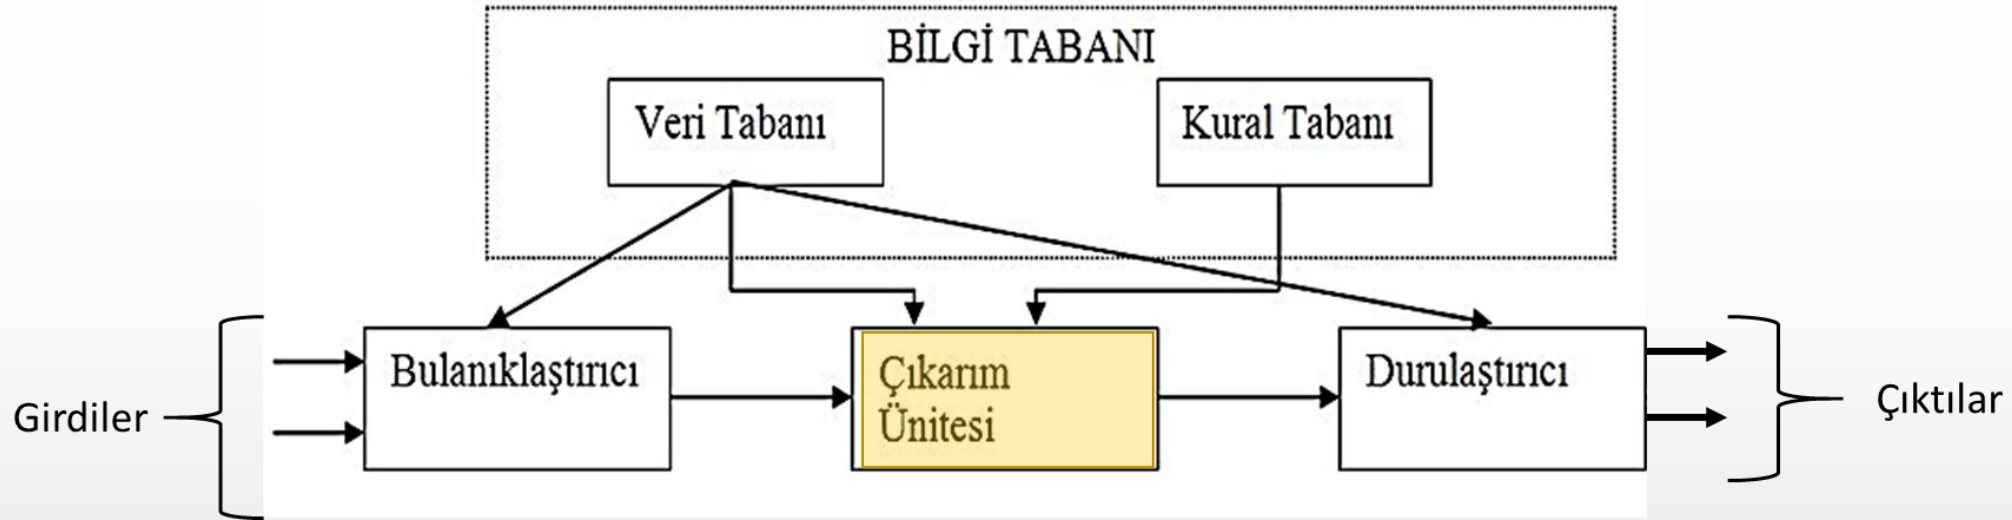 BİLGİ TABANI
Veri Tabanı
Kural Tabanı
Girdiler
Bulanıklaştırıcı
Çıkarım
Ünitesi
Durulaştırıcı
Çıktılar